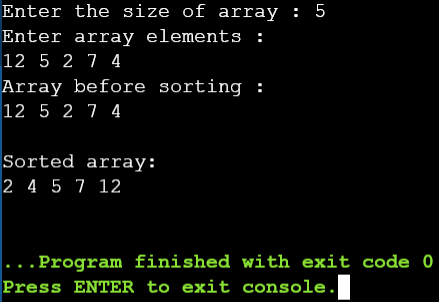 Enter the size of array : 5
Enter array elements :
12 5 2 7 4
Array before sorting :
12 5 2 7 4
Sorted array:
2 4 5 7 12
...Program finished with exit code 0
Press ENTER to exit console.